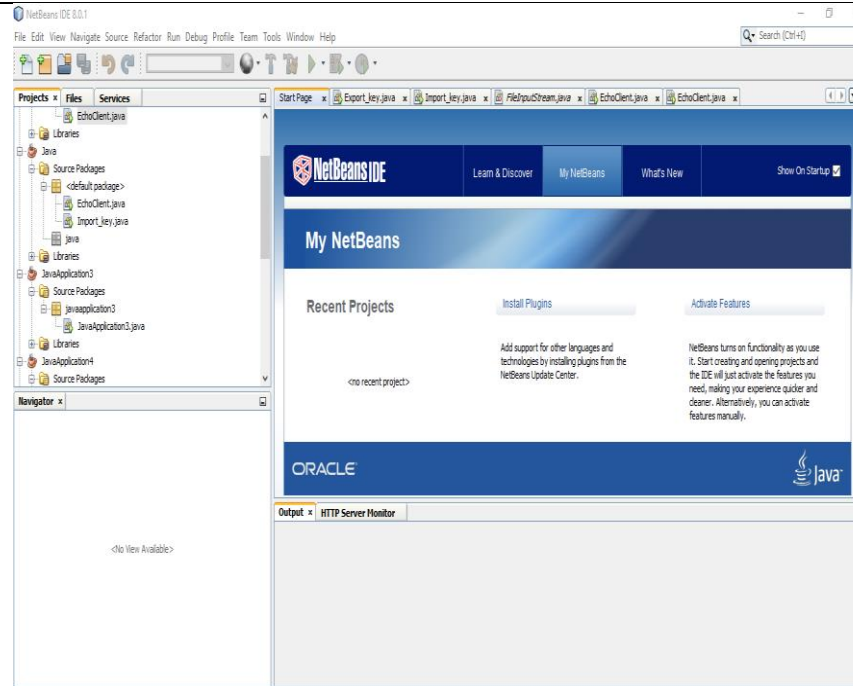 NetBeans IDE 8.0.1
File Edit View Navigate Source Refactor Run Debug Profile Team Tools Window Help
Search (Ctrl+I)
Projects x Files Services
EchoClient.java
Libraries
Java
Source Packages
<default package>
EchoClient.java
Import_key.java
java
Libraries
JavaApplication3
Source Packages
javaapplication3
JavaApplication3.java
Libraries
JavaApplication4
Source Packages
Navigator x
<No View Available>
Start Page x Export_key.java x Import_key.java x FileInputStream.java x EchoClient.java x EchoClient.java x
NetBeans IDE
Learn & Discover My NetBeans What's New Show On Startup
My NetBeans
Recent Projects
<no recent project>
Install Plugins
Add support for other languages and
technologies by installing plugins from the
NetBeans Update Center.
Activate Features
NetBeans turns on functionality as you use
it. Start creating and opening projects and
the IDE will just activate the features you
need, making your experience quicker and
cleaner. Alternatively, you can activate
features manually.
ORACLE
Java
Output x HTTP Server Monitor